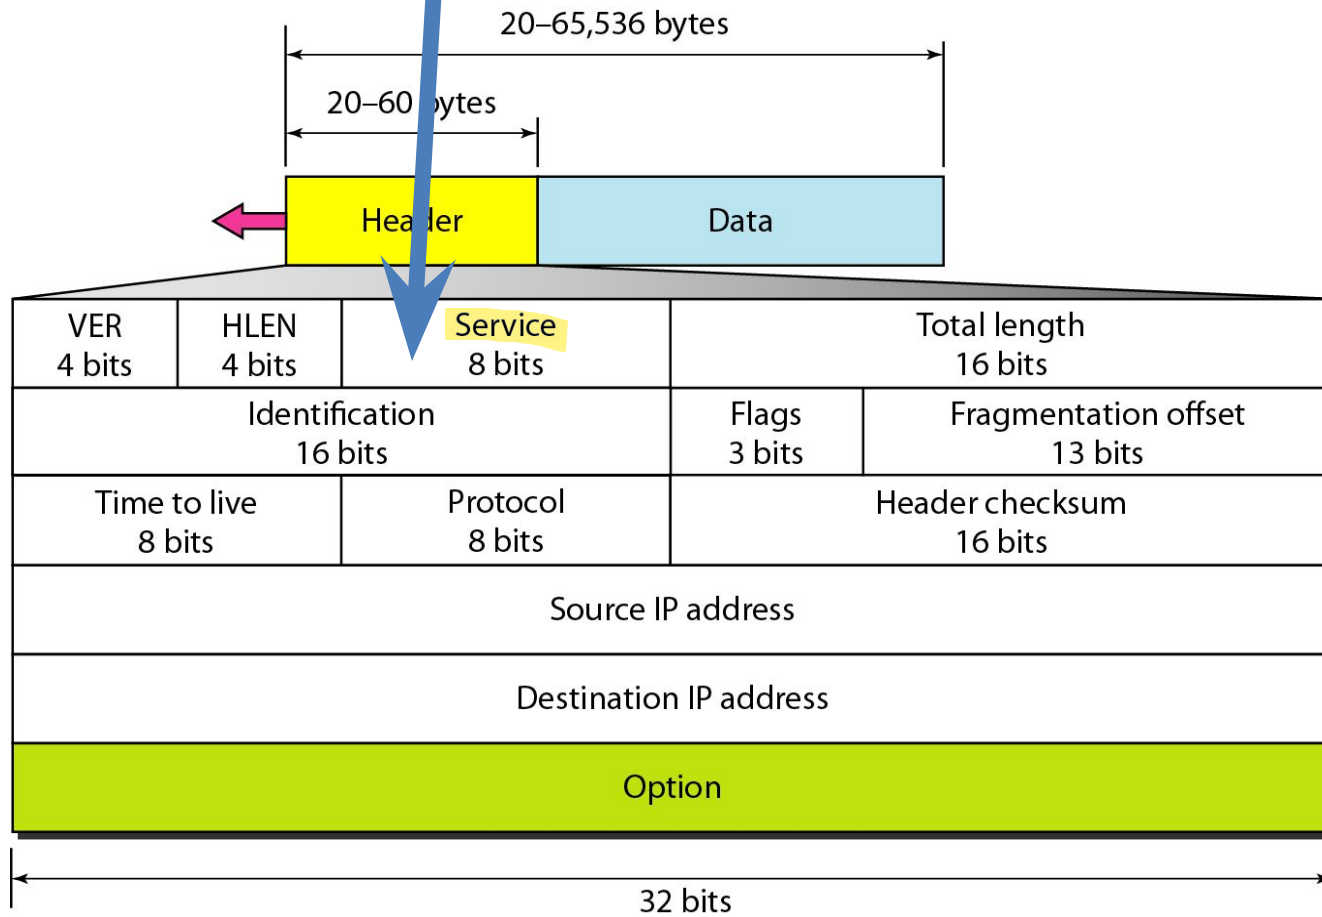 20–65,536 bytes
20–60 bytes
Header
Data
VER
4 bits
HLEN
4 bits
Service
8 bits
Total length
16 bits
Identification
16 bits
Flags
3 bits
Fragmentation offset
13 bits
Time to live
8 bits
Protocol
8 bits
Header checksum
16 bits
Source IP address
Destination IP address
Option
32 bits